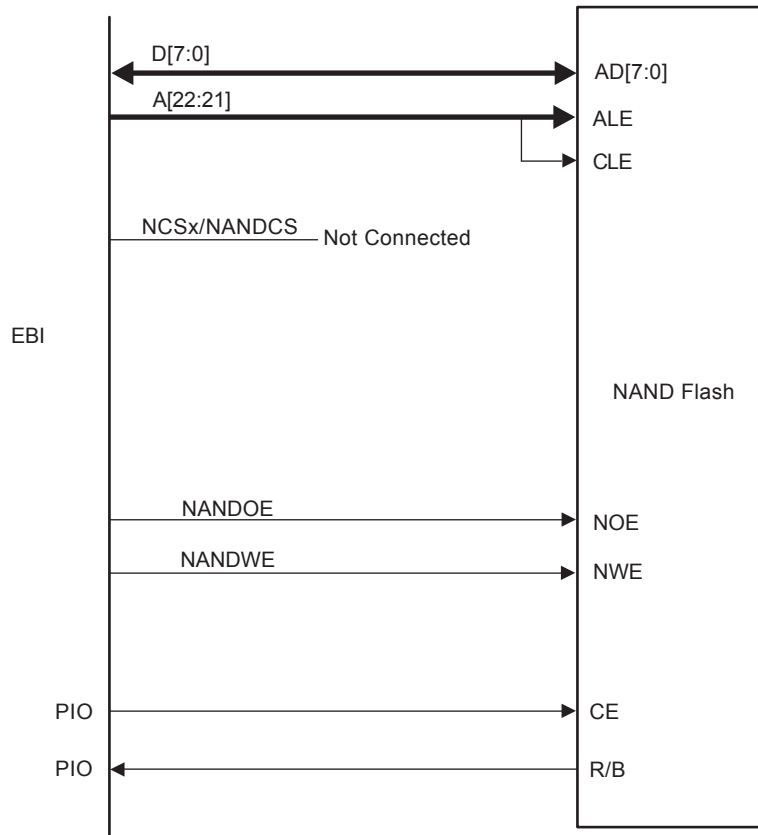 D[7:0]
AD[7:0]
A[22:21]
ALE
CLE
NCSx/NANDCS
Not Connected
EBI
NAND Flash
NANDOE
NOE
NANDWE
NWE
PIO
CE
PIO
R/B